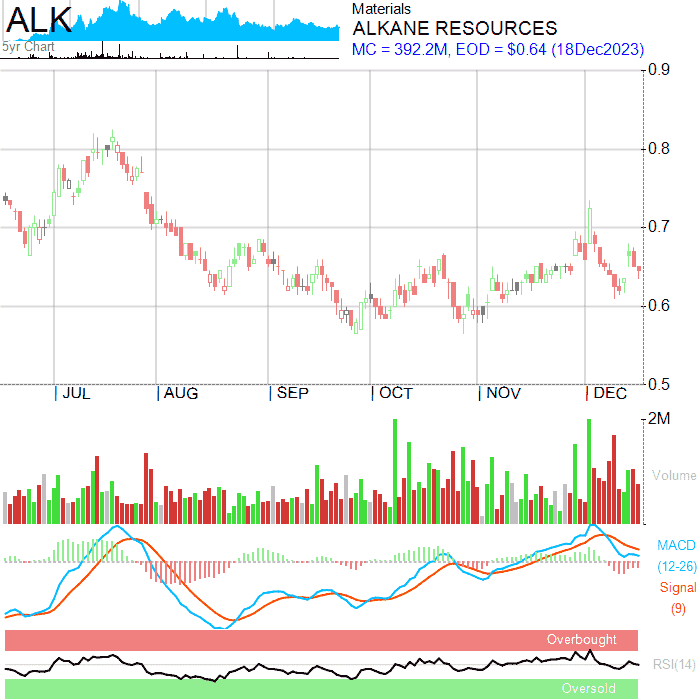 ALK
5yr Chart
Materials
ALKANE RESOURCES
MC = 392.2M, EOD = $0.64 (18Dec2023)
0.9
0.8
0.7
0.6
0.5
JUL AUG SEP OCT NOV DEC
2M
Volume
MACD
(12-26)
Signal
(9)
Overbought
RSI(14)
Oversold